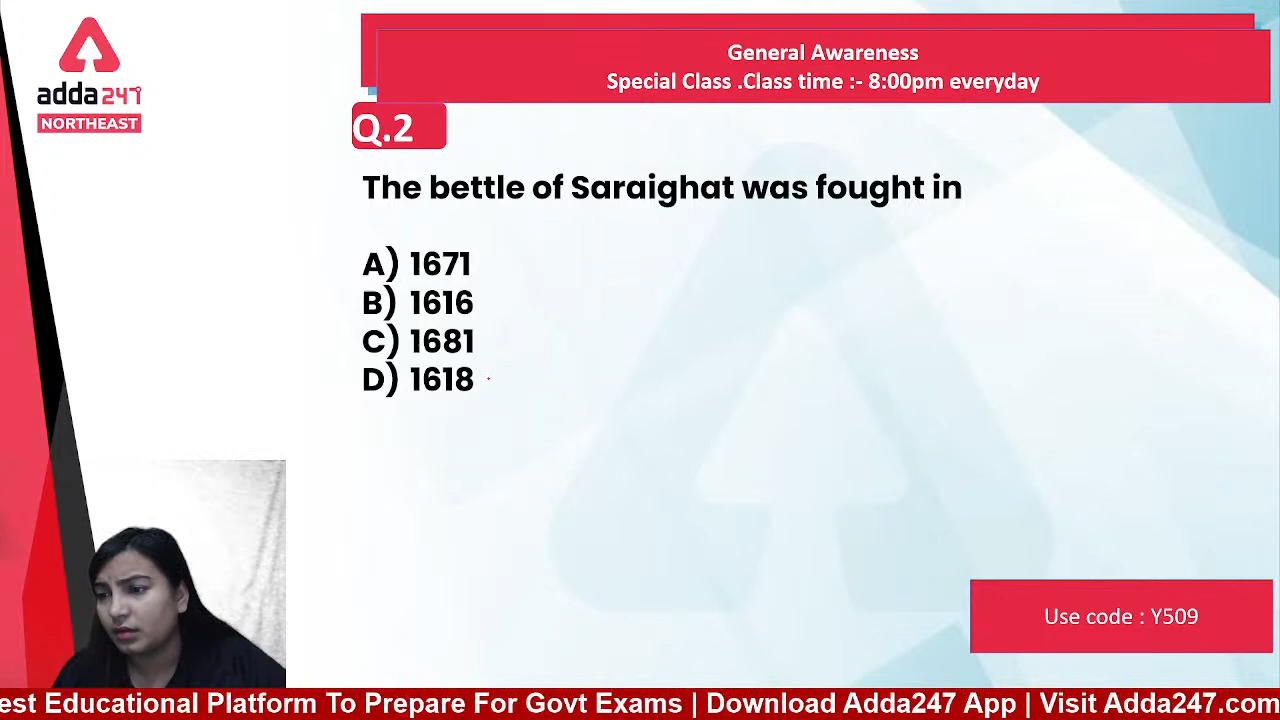 adda247
NORTHEAST
General Awareness
Special Class .Class time :- 8:00pm everyday
Q.2
The bettle of Saraighat was fought in
A) 1671
B) 1616
C) 1681
D) 1618
Use code : Y509
est Educational Platform To Prepare For Govt Exams | Download Adda247 App | Visit Adda247.com